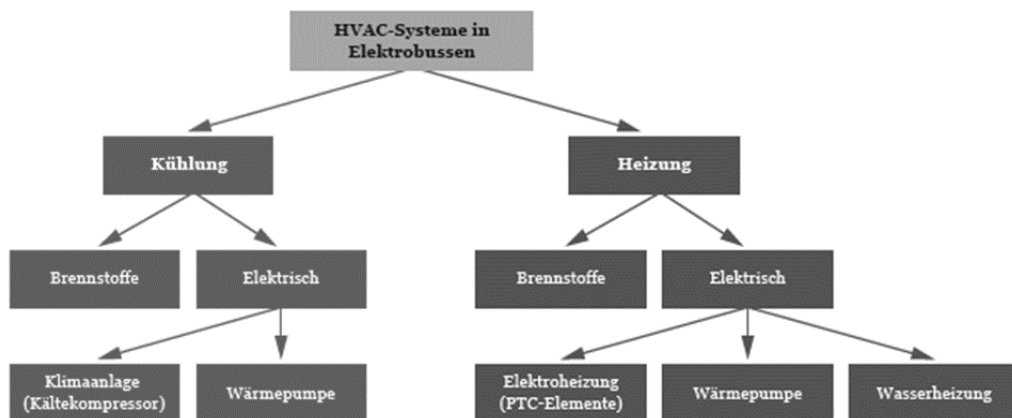 HVAC-Systeme in
Elektrobussen
Kühlung
Heizung
Brennstoffe
Elektrisch
Brennstoffe
Elektrisch
Klimaanlage
(Kältekompressor)
Wärmepumpe
Elektroheizung
(PTC-Elemente)
Wärmepumpe
Wasserheizung